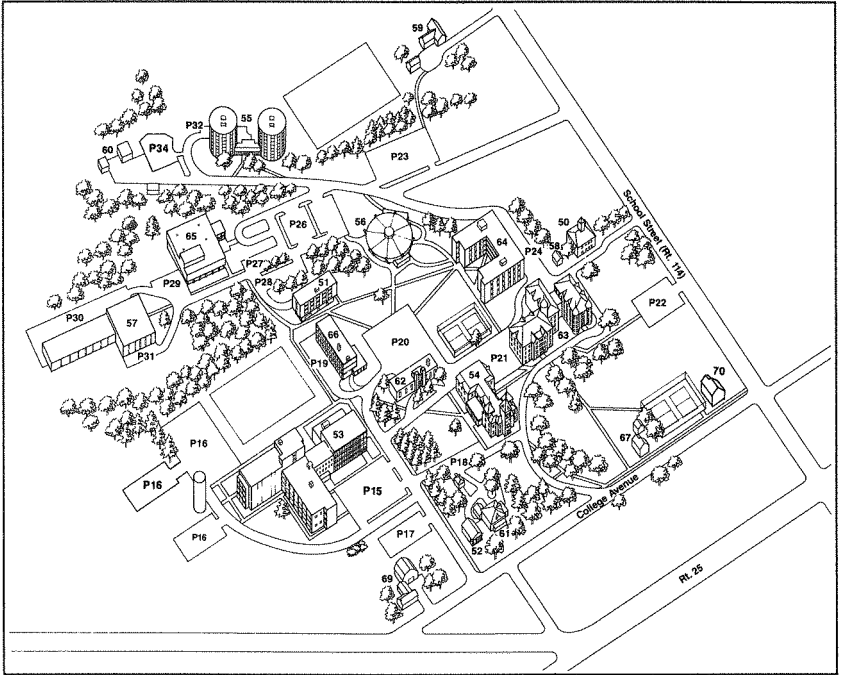 59
P32
55
60
P34
P23
School Street (Rt. 114)
50
65
P26
56
64
58
P24
P27
P28
51
P29
P22
P30
57
66
P20
63
P31
P19
P21
70
62
54
67
P16
53
P18
P16
P15
College Avenue
61
P17
52
P16
Rt. 25
69